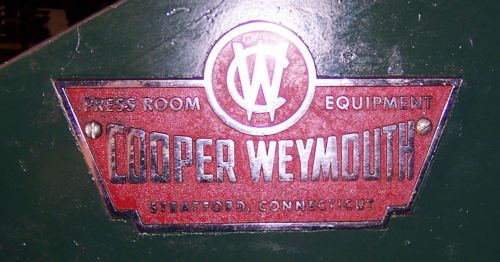 CW
PRESS ROOM EQUIPMENT
COOPER WEYMOUTH
STRATFORD, CONNECTICUT